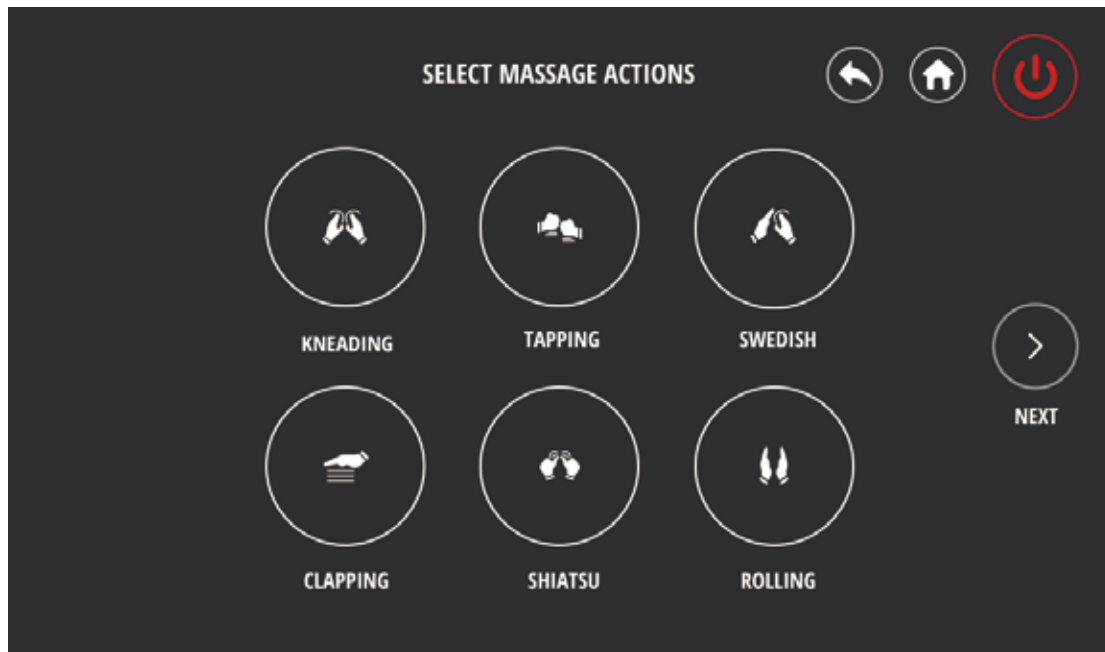 SELECT MASSAGE ACTIONS
KNEADING
TAPPING
SWEDISH
NEXT
CLAPPING
SHIATSU
ROLLING